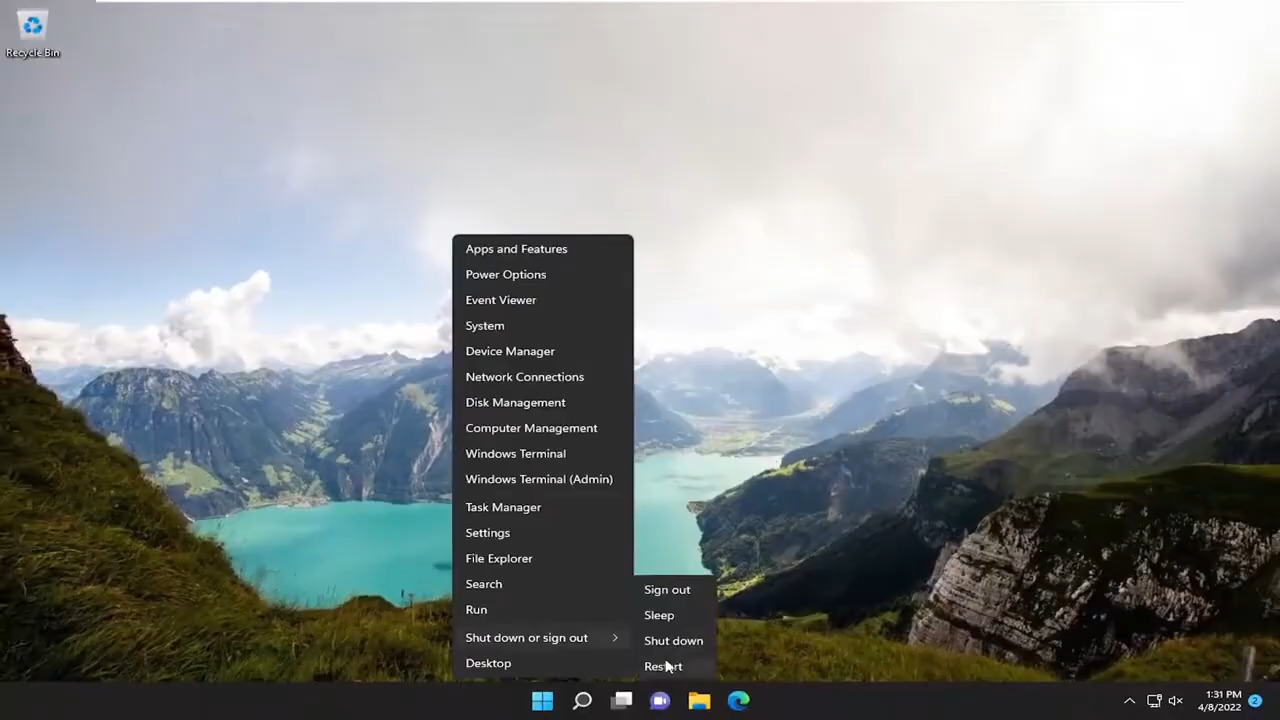 Recycle Bin
Apps and Features
Power Options
Event Viewer
System
Device Manager
Network Connections
Disk Management
Computer Management
Windows Terminal
Windows Terminal (Admin)
Task Manager
Settings
File Explorer
Search
Run
Shut down or sign out
Desktop
Sign out
Sleep
Shut down
Restart
1:31 PM
4/8/2022
2